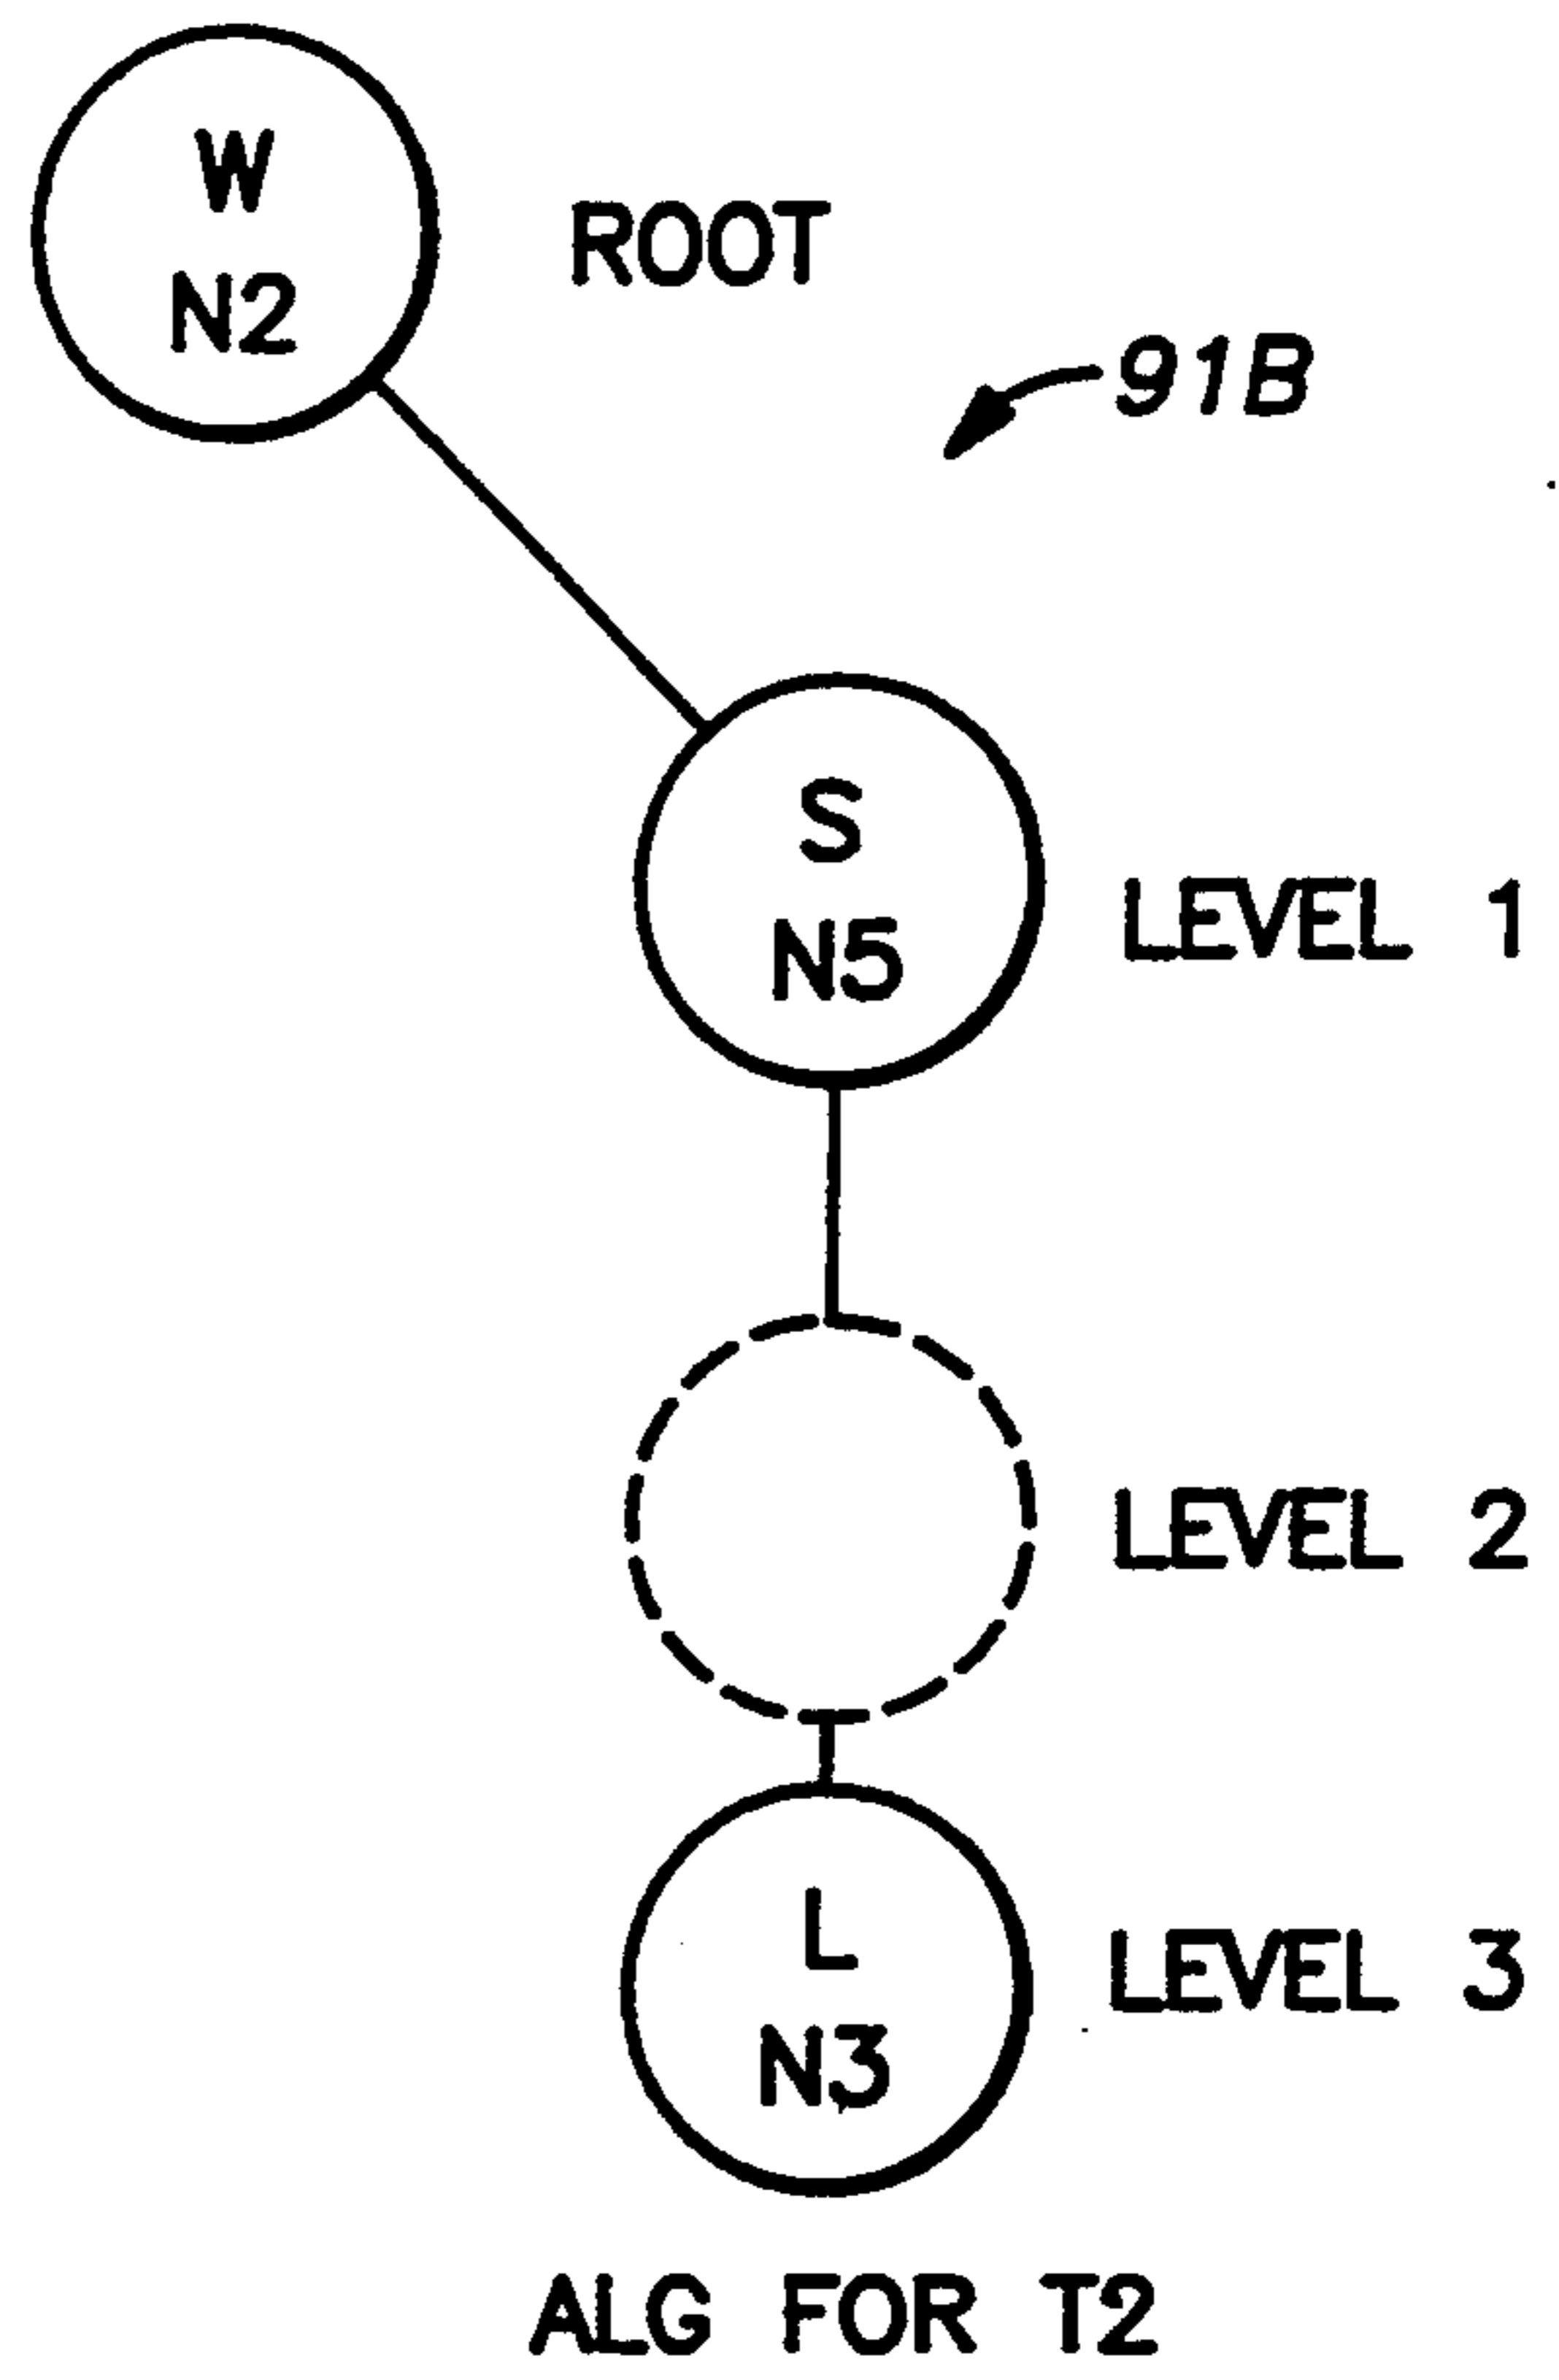 W
N2
ROOT
91B
S
N5
LEVEL 1
LEVEL 2
L
N3
LEVEL 3
ALG FOR T2